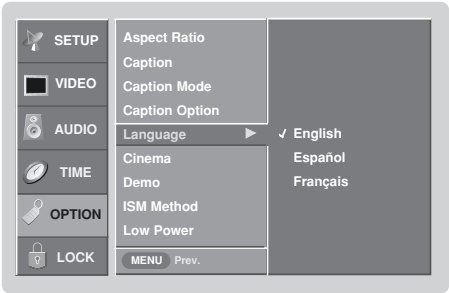 SETUP
VIDEO
AUDIO
TIME
OPTION
LOCK
Aspect Ratio
Caption
Caption Mode
Caption Option
Language ▶
Cinema
Demo
ISM Method
Low Power
MENU Prev.
✓ English
Español
Français